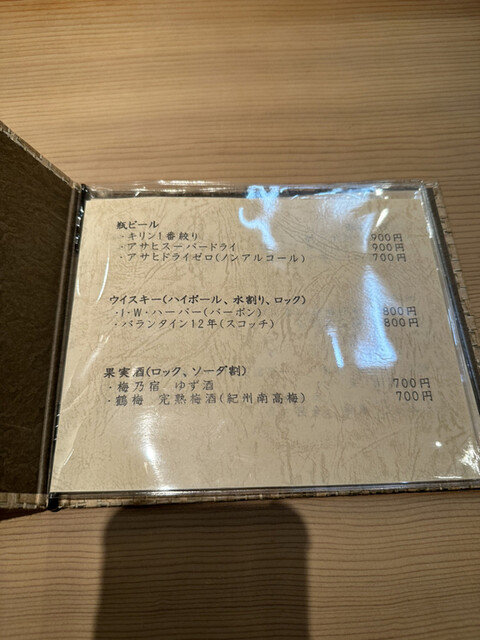 瓶ビール
・キリン1番絞り 900円
・アサヒスーパードライ 900円
・アサヒドライゼロ(ノンアルコール) 700円
ウイスキー(ハイボール、水割り、ロック)
・I・W・ハーパー(バーボン) 800円
・バランタイン12年(スコッチ) 800円
果実酒(ロック、ソーダ割)
・梅乃宿 ゆず酒 700円
・鶴梅 完熟梅酒(紀州南高梅) 700円